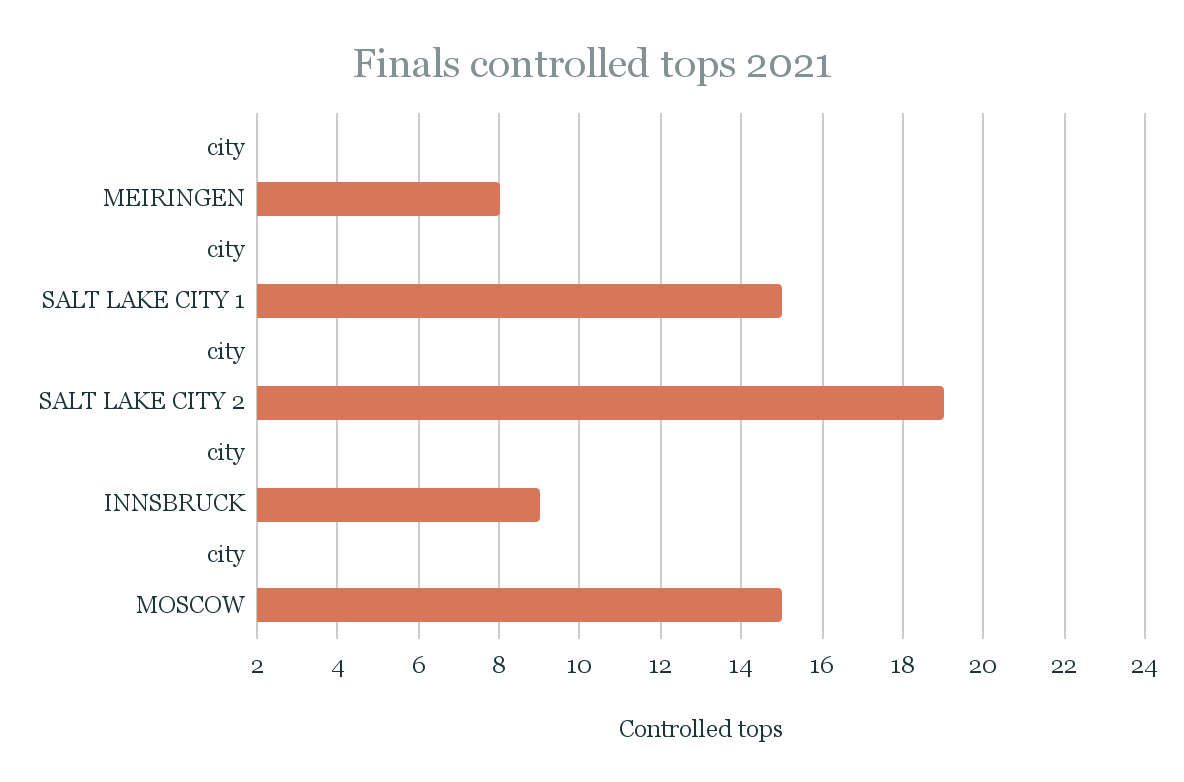 Finals controlled tops 2021
city
MEIRINGEN
city
SALT LAKE CITY 1
city
SALT LAKE CITY 2
city
INNSBRUCK
city
MOSCOW
2 4 6 8 10 12 14 16 18 20 22 24
Controlled tops